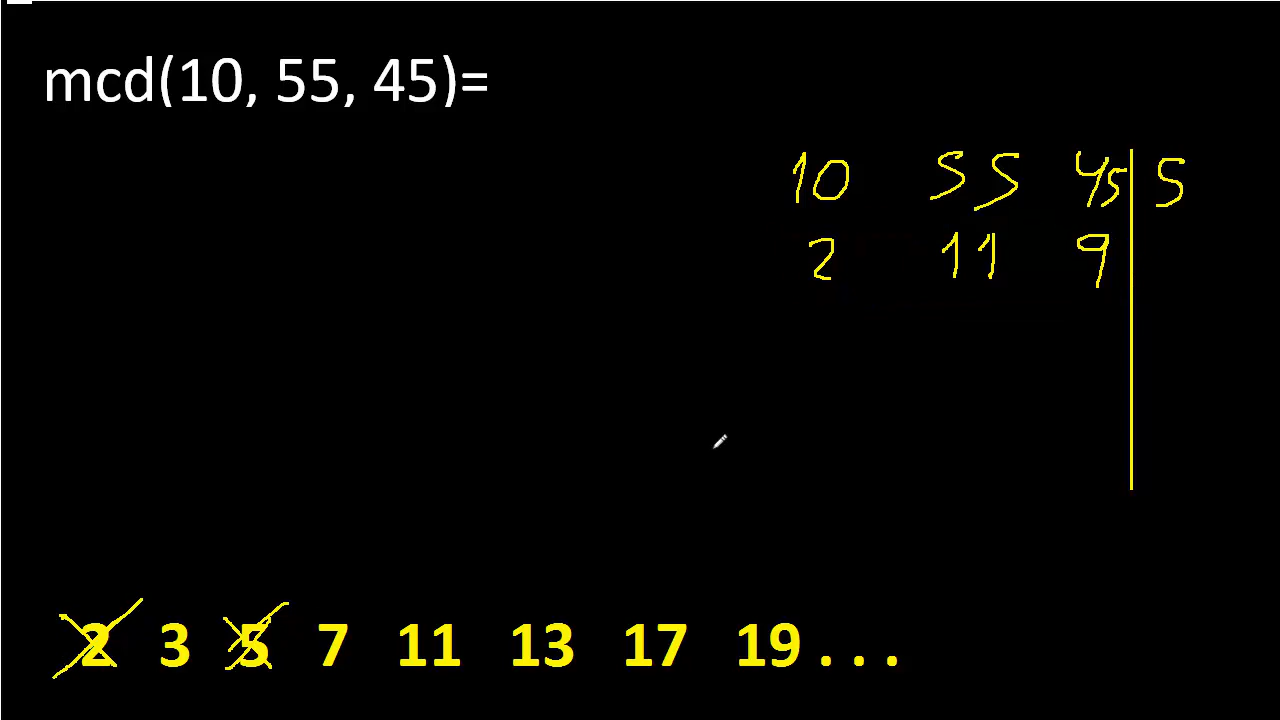 mcd(10, 55, 45)=
10 55 45 5
2 11 9
2 3 5 7 11 13 17 19 . . .